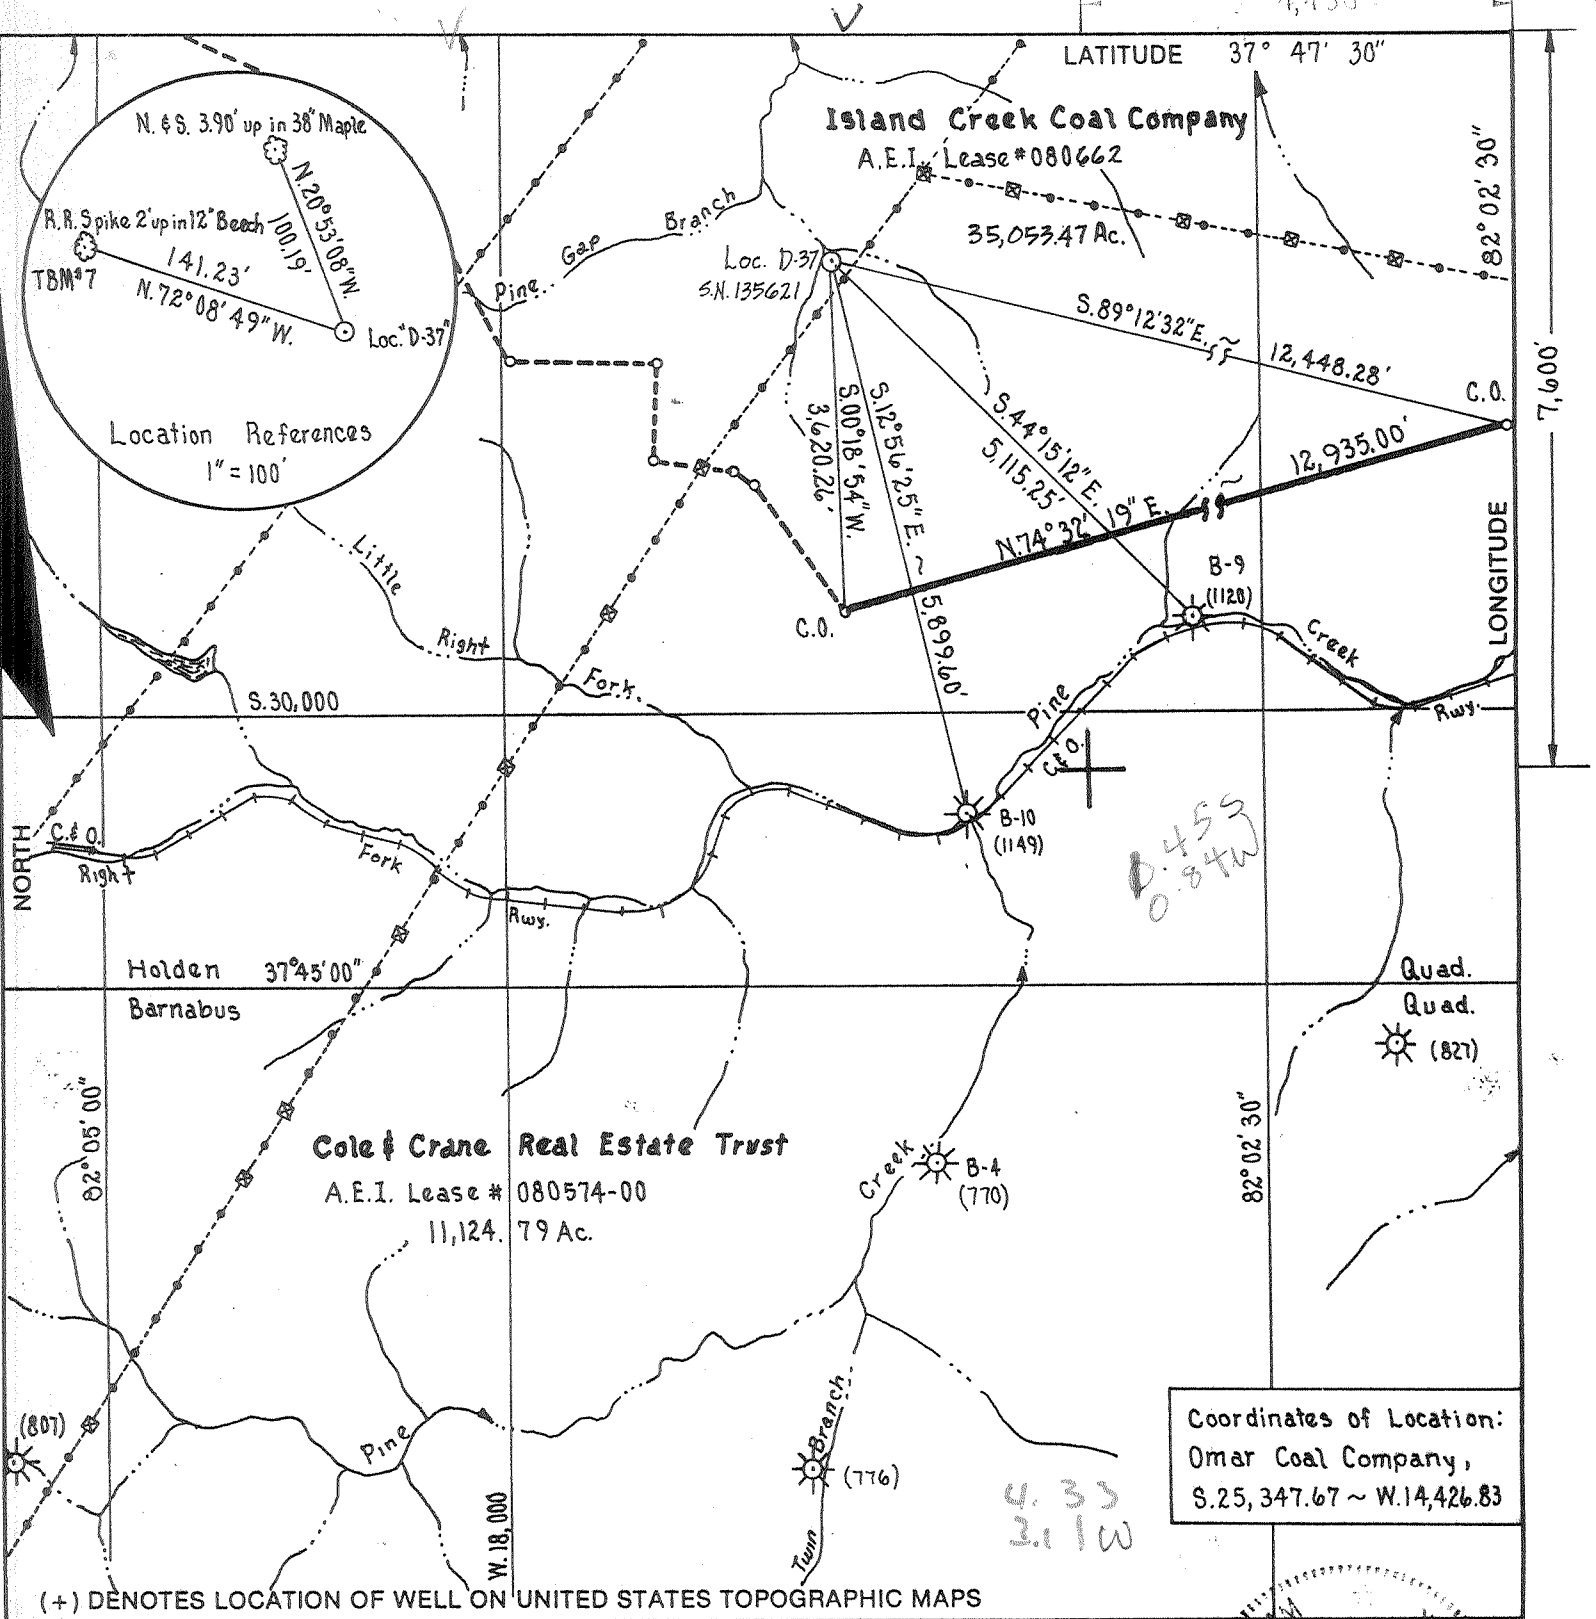 LATITUDE 37° 47' 30"
N. & S. 3.90' up in 38" Maple
N. 20° 53' 08" W.
100.19'
R.R. Spike 2' up in 12" Beech
TBM #7
141.23'
N. 72° 08' 49" W.
Loc. "D-37"
Location References
1" = 100'
Island Creek Coal Company
A.E.I. Lease # 080662
35,053.47 Ac.
82° 02' 30"
Pine Gap Branch
Loc. D-37
S.N. 135621
S. 89° 12' 32" E. ~
12,448.28'
C.O.
7,600'
S. 44° 15' 12" E.
5,115.25'
S. 12° 56' 25" E. ~ 5,899.60'
S. 00° 18' 54" W.
3,620.26'
12,935.00'
N. 74° 32' 19" E. ~
C.O.
LONGITUDE
B-9
(1128)
Little
Right
Fork
Creek
Pine
C. & O.
Rwy.
S. 30,000
B-10
(1149)
0.84W
NORTH
C. & O.
Right
Fork
Rwy.
Holden 37° 45' 00" Quad.
Barnabus Quad.
(827)
82° 05' 00"
82° 02' 30"
Cole & Crane Real Estate Trust
A.E.I. Lease # 080574-00
11,124.79 Ac.
Creek
B-4
(770)
(807)
Pine
Branch
(776)
Twin
W. 18,000
4.33
3.11W
Coordinates of Location:
Omar Coal Company,
S. 25,347.67 ~ W. 14,426.83
(+) DENOTES LOCATION OF WELL ON UNITED STATES TOPOGRAPHIC MAPS